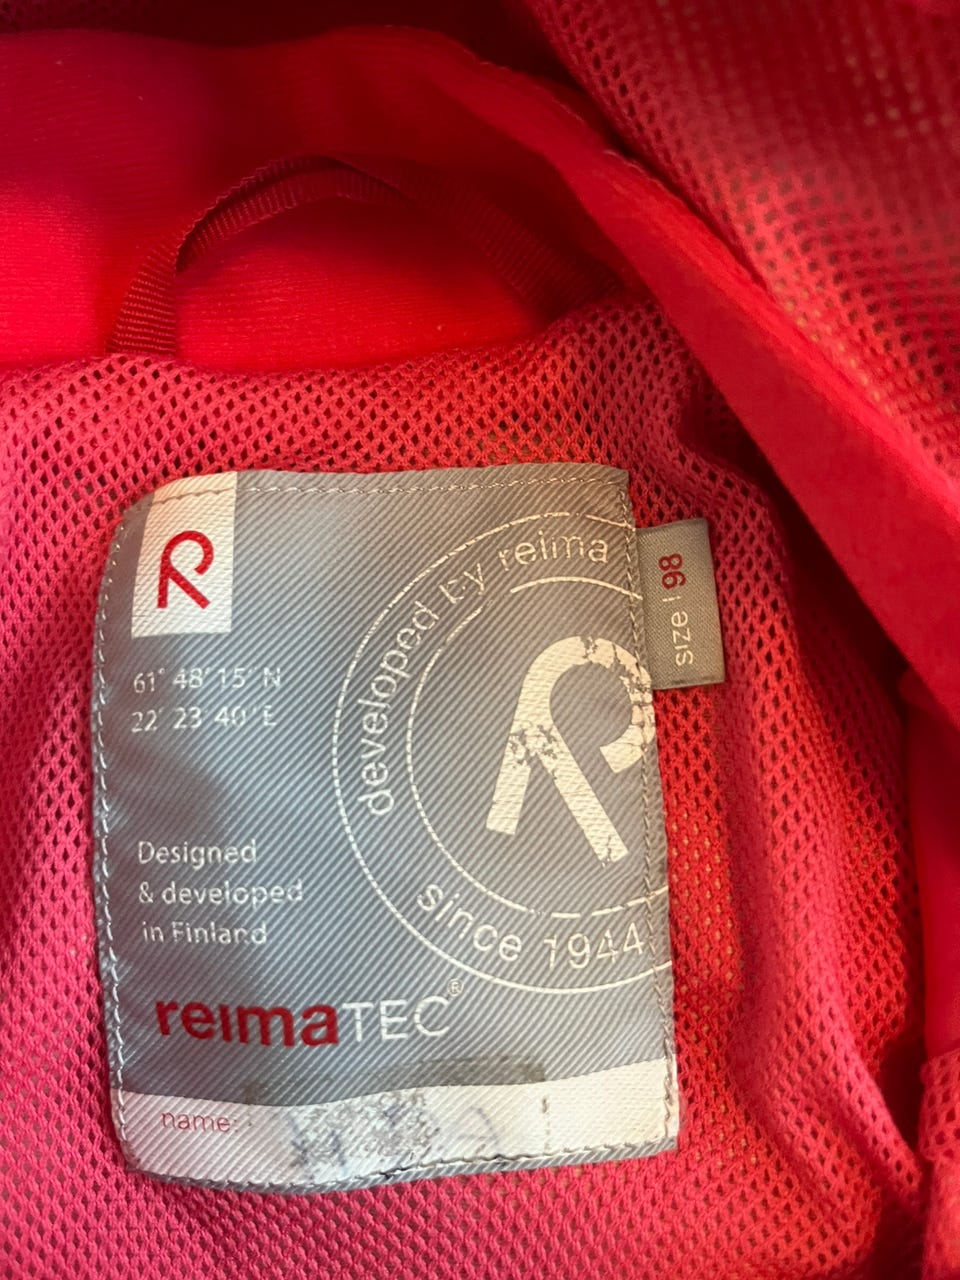 R
61° 48' 15" N
22° 23' 40" E
Designed
& developed
in Finland
reimaTEC®
name:
developed by reima
since 1944
R
size | 98